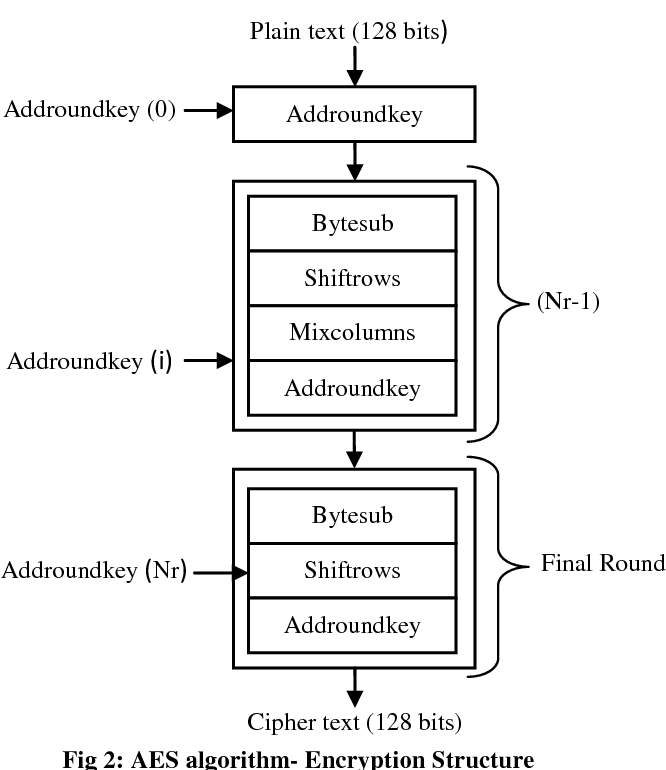 Plain text (128 bits)
Addroundkey (0)
Addroundkey
Bytesub
Shiftrows
Mixcolumns
Addroundkey
Addroundkey (i)
(Nr-1)
Bytesub
Shiftrows
Addroundkey
Addroundkey (Nr)
Final Round
Cipher text (128 bits)
Fig 2: AES algorithm- Encryption Structure